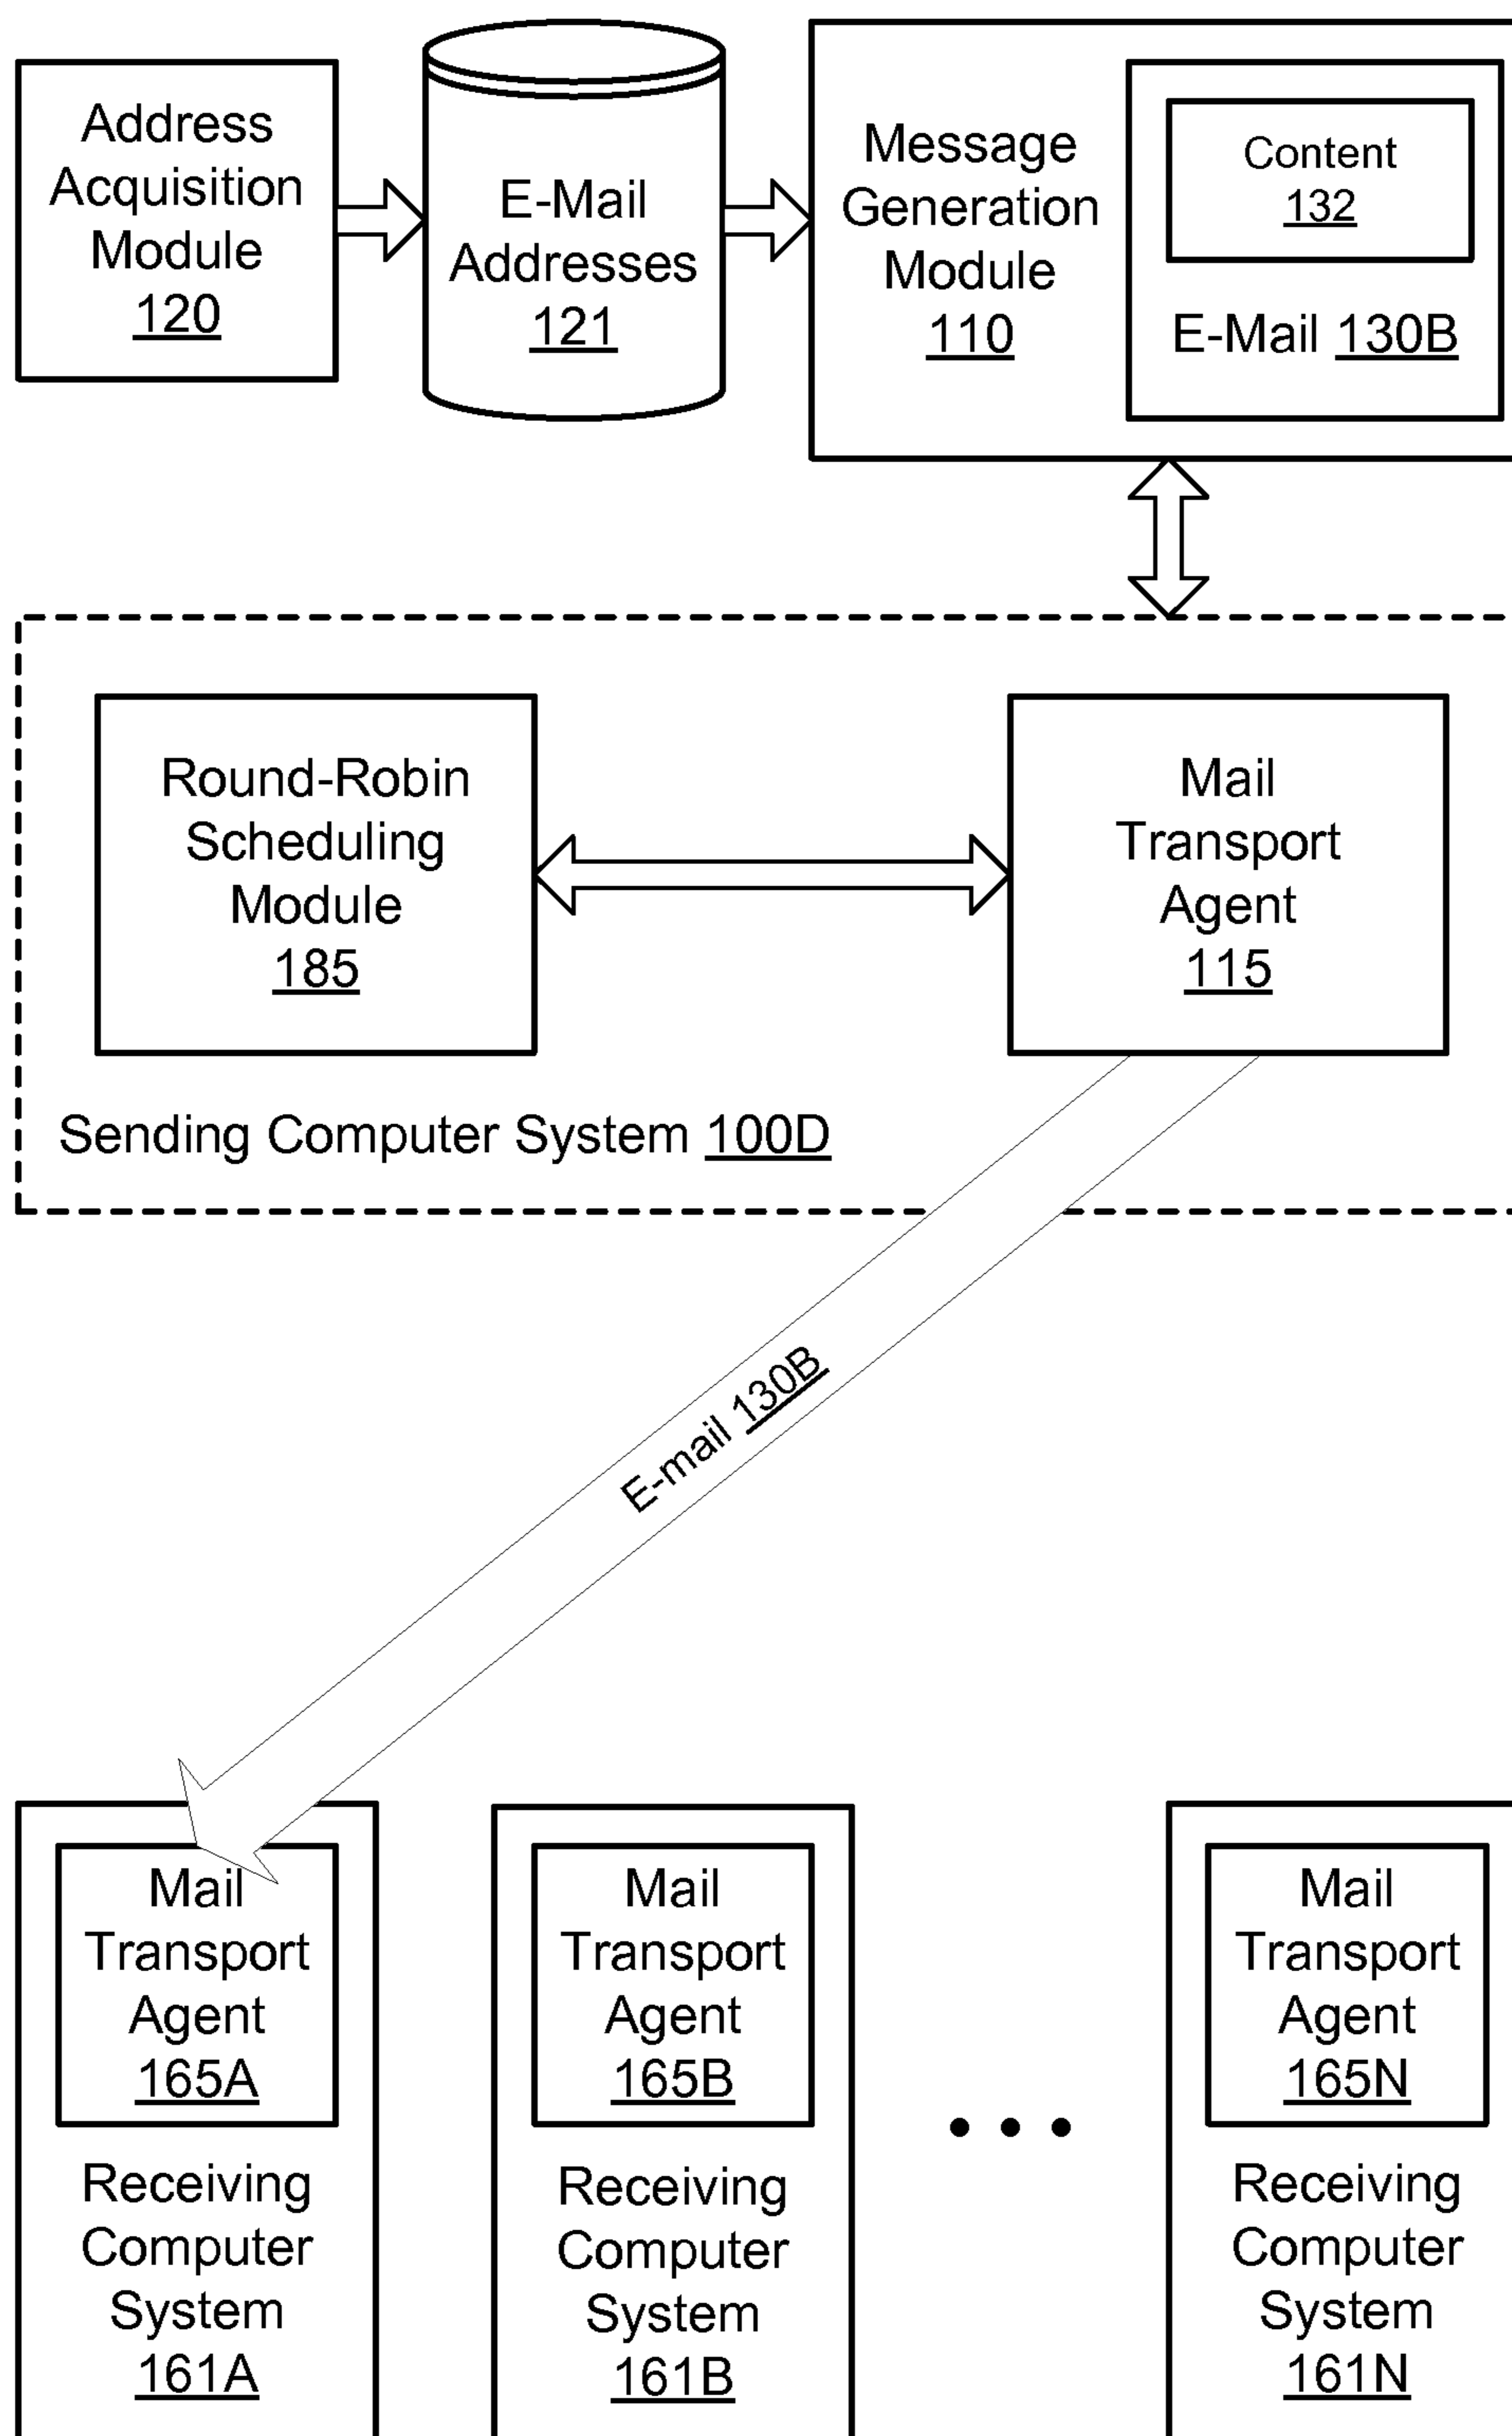 Address
Acquisition
Module
120
E-Mail
Addresses
121
Message
Generation
Module
110
Content
132
E-Mail 130B
Round-Robin
Scheduling
Module
185
Mail
Transport
Agent
115
Sending Computer System 100D
E-mail 130B
Mail
Transport
Agent
165A
Receiving
Computer
System
161A
Mail
Transport
Agent
165B
Receiving
Computer
System
161B
Mail
Transport
Agent
165N
Receiving
Computer
System
161N